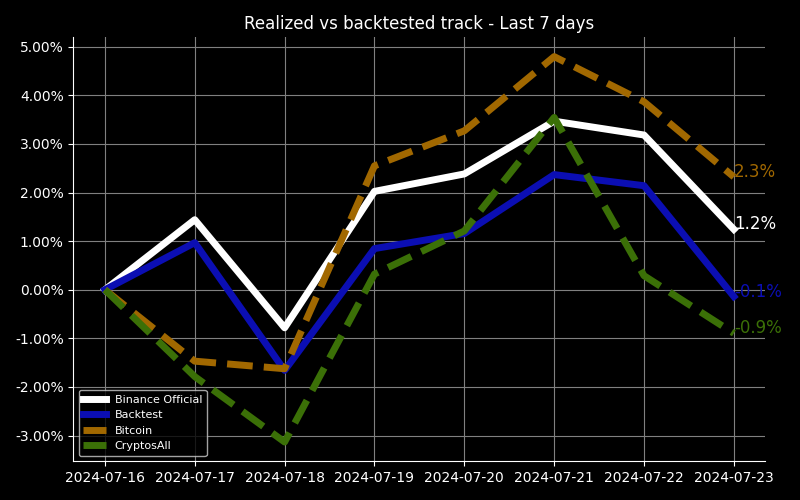 Realized vs backtested track - Last 7 days
5.00%
4.00%
3.00%
2.00%
1.00%
0.00%
-1.00%
-2.00%
-3.00%
2.3%
1.2%
-0.1%
-0.9%
Binance Official
Backtest
Bitcoin
CryptosAll
2024-07-16 2024-07-17 2024-07-18 2024-07-19 2024-07-20 2024-07-21 2024-07-22 2024-07-23